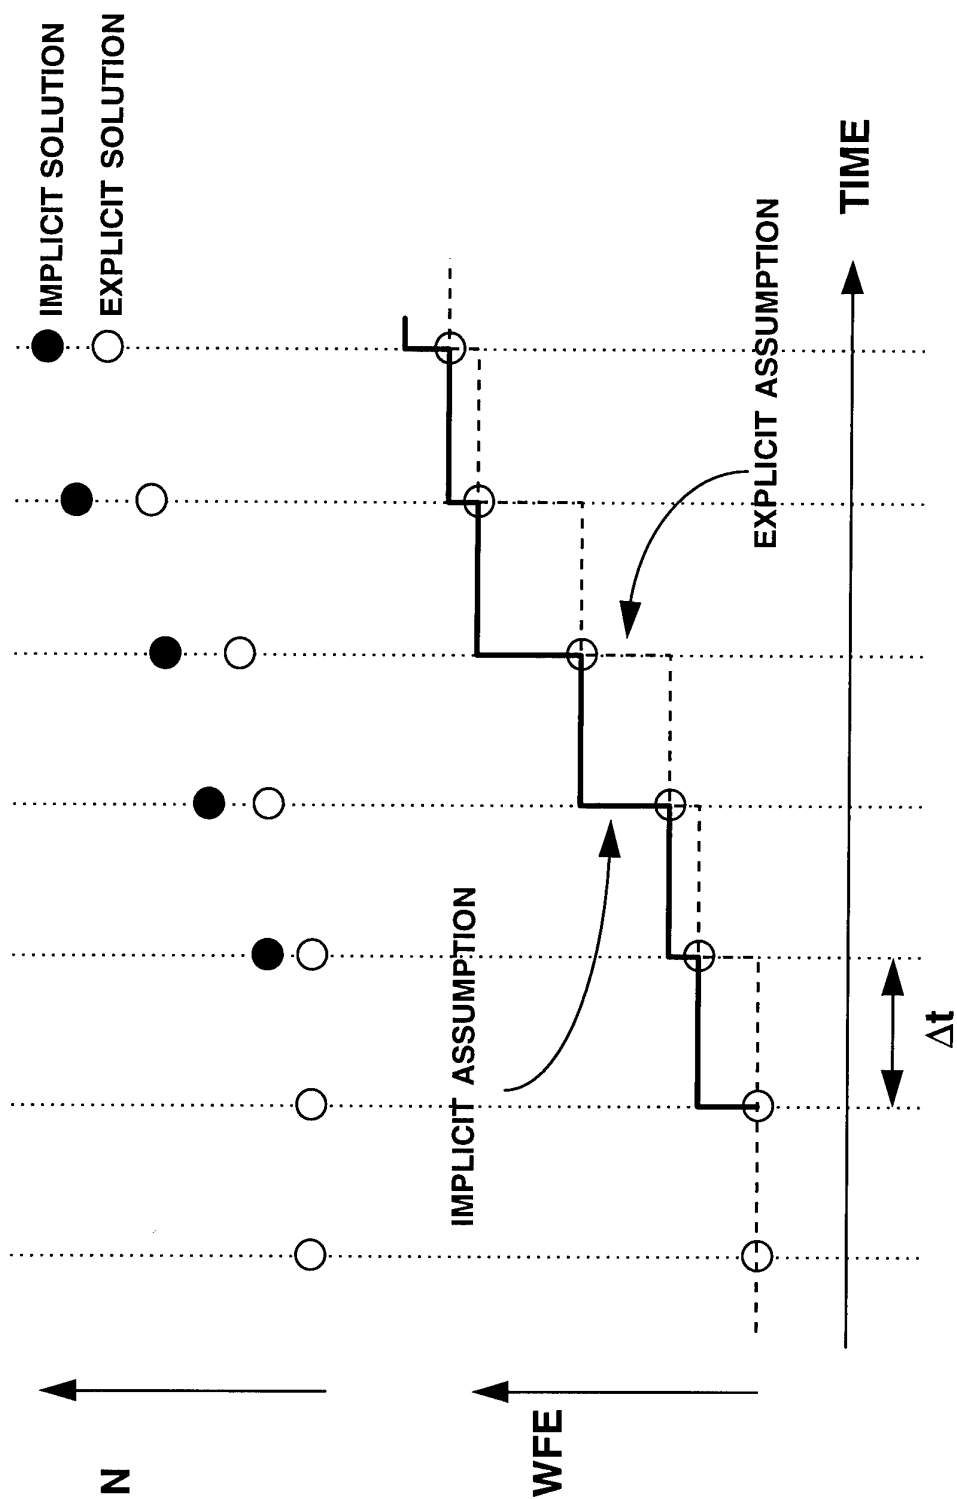 IMPLICIT SOLUTION
EXPLICIT SOLUTION
N
IMPLICIT ASSUMPTION
WFE
EXPLICIT ASSUMPTION
TIME
Δt